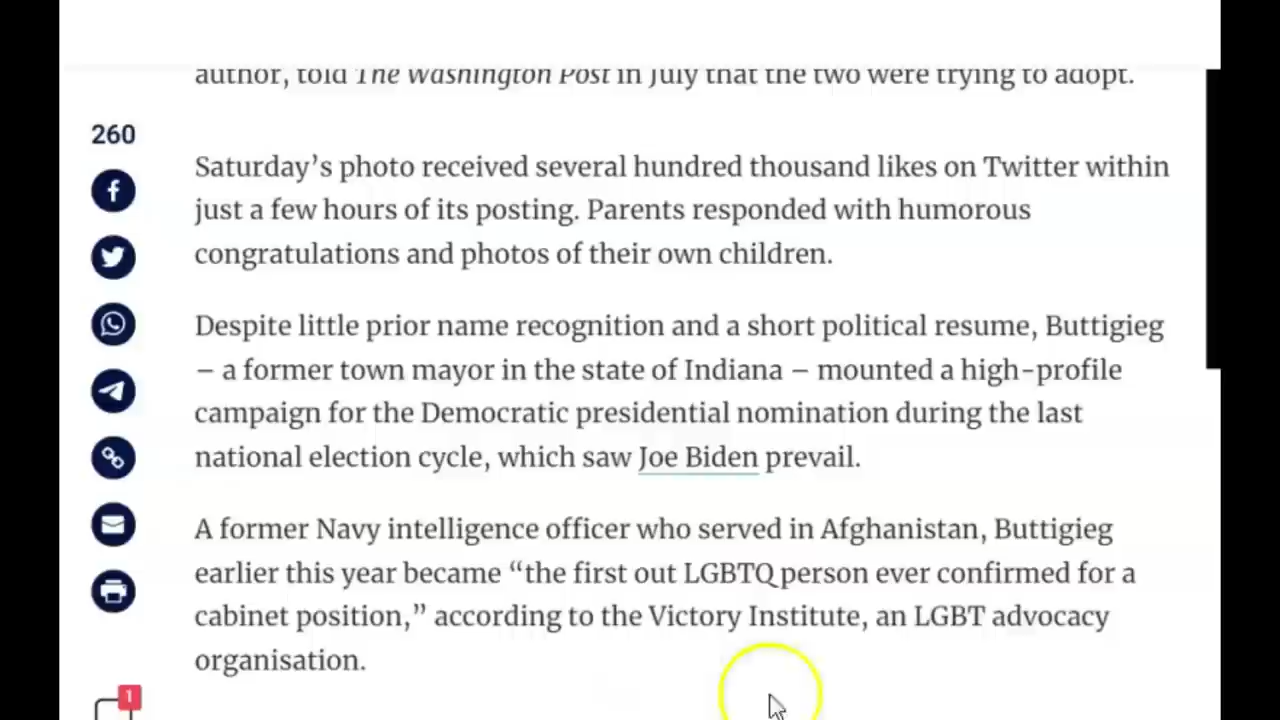 author, told The Washington Post in July that the two were trying to adopt.
260
Saturday’s photo received several hundred thousand likes on Twitter within
just a few hours of its posting. Parents responded with humorous
congratulations and photos of their own children.
Despite little prior name recognition and a short political resume, Buttigieg
– a former town mayor in the state of Indiana – mounted a high-profile
campaign for the Democratic presidential nomination during the last
national election cycle, which saw Joe Biden prevail.
A former Navy intelligence officer who served in Afghanistan, Buttigieg
earlier this year became “the first out LGBTQ person ever confirmed for a
cabinet position,” according to the Victory Institute, an LGBT advocacy
organisation.
1